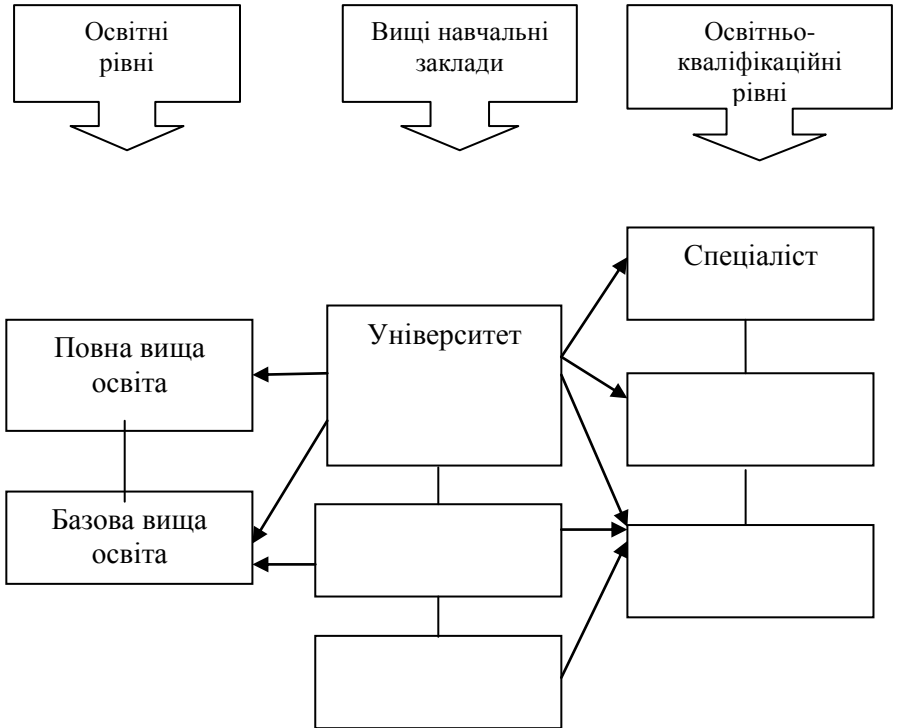 Освітні
рівні
Вищі навчальні
заклади
Освітньо-
кваліфікаційні
рівні
Спеціаліст
Університет
Повна вища
освіта
Базова вища
освіта